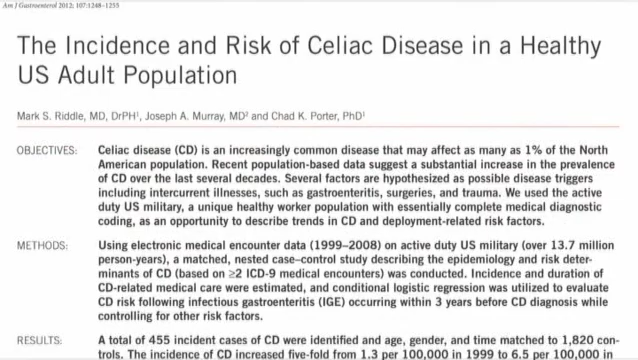 Am J Gastroenterol 2012; 107:1248–1255
The Incidence and Risk of Celiac Disease in a Healthy
US Adult Population
Mark S. Riddle, MD, DrPH¹, Joseph A. Murray, MD² and Chad K. Porter, PhD¹
OBJECTIVES: Celiac disease (CD) is an increasingly common disease that may affect as many as 1% of the North
American population. Recent population-based data suggest a substantial increase in the prevalence
of CD over the last several decades. Several factors are hypothesized as possible disease triggers
including intercurrent illnesses, such as gastroenteritis, surgeries, and trauma. We used the active
duty US military, a unique healthy worker population with essentially complete medical diagnostic
coding, as an opportunity to describe trends in CD and deployment-related risk factors.
METHODS: Using electronic medical encounter data (1999–2008) on active duty US military (over 13.7 million
person-years), a matched, nested case–control study describing the epidemiology and risk deter-
minants of CD (based on ≥2 ICD-9 medical encounters) was conducted. Incidence and duration of
CD-related medical care were estimated, and conditional logistic regression was utilized to evaluate
CD risk following infectious gastroenteritis (IGE) occurring within 3 years before CD diagnosis while
controlling for other risk factors.
RESULTS: A total of 455 incident cases of CD were identified and age, gender, and time matched to 1,820 con-
trols. The incidence of CD increased five-fold from 1.3 per 100,000 in 1999 to 6.5 per 100,000 in